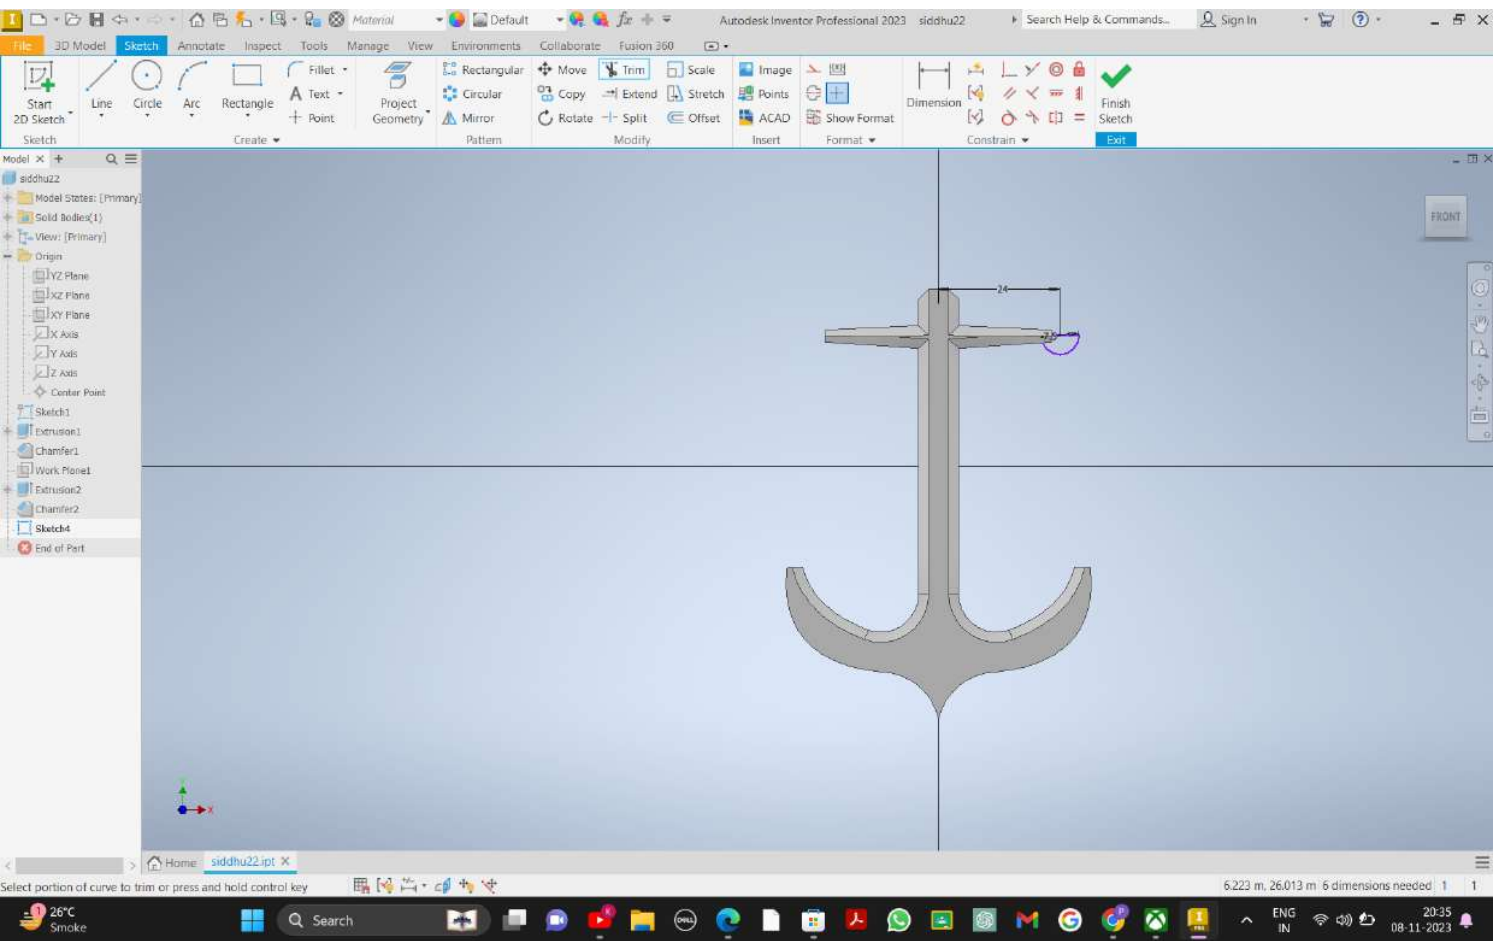 Material
Default
Autodesk Inventor Professional 2023 siddhu22
Search Help & Commands...
Sign In
File 3D Model Sketch Annotate Inspect Tools Manage View Environments Collaborate Fusion 360
Start
2D Sketch
Line
Circle
Arc
Rectangle
Fillet
Text
Point
Project
Geometry
Rectangular
Circular
Mirror
Move
Copy
Rotate
Trim
Extend
Split
Scale
Stretch
Offset
Image
Points
ACAD
Show Format
Dimension
Finish
Sketch
Sketch Create Pattern Modify Insert Format Constrain Exit
Model
siddhu22
Model States: [Primary]
Solid Bodies(1)
View: [Primary]
Origin
YZ Plane
XZ Plane
XY Plane
X Axis
Y Axis
Z Axis
Center Point
Sketch1
Extrusion1
Chamfer1
Work Plane1
Extrusion2
Chamfer2
Sketch4
End of Part
FRONT
24
Y
X
Home siddhu22.ipt
Select portion of curve to trim or press and hold control key
6.223 m, 26.013 m 6 dimensions needed 1 1
26°C
Smoke
Search
ENG
IN
20:35
08-11-2023